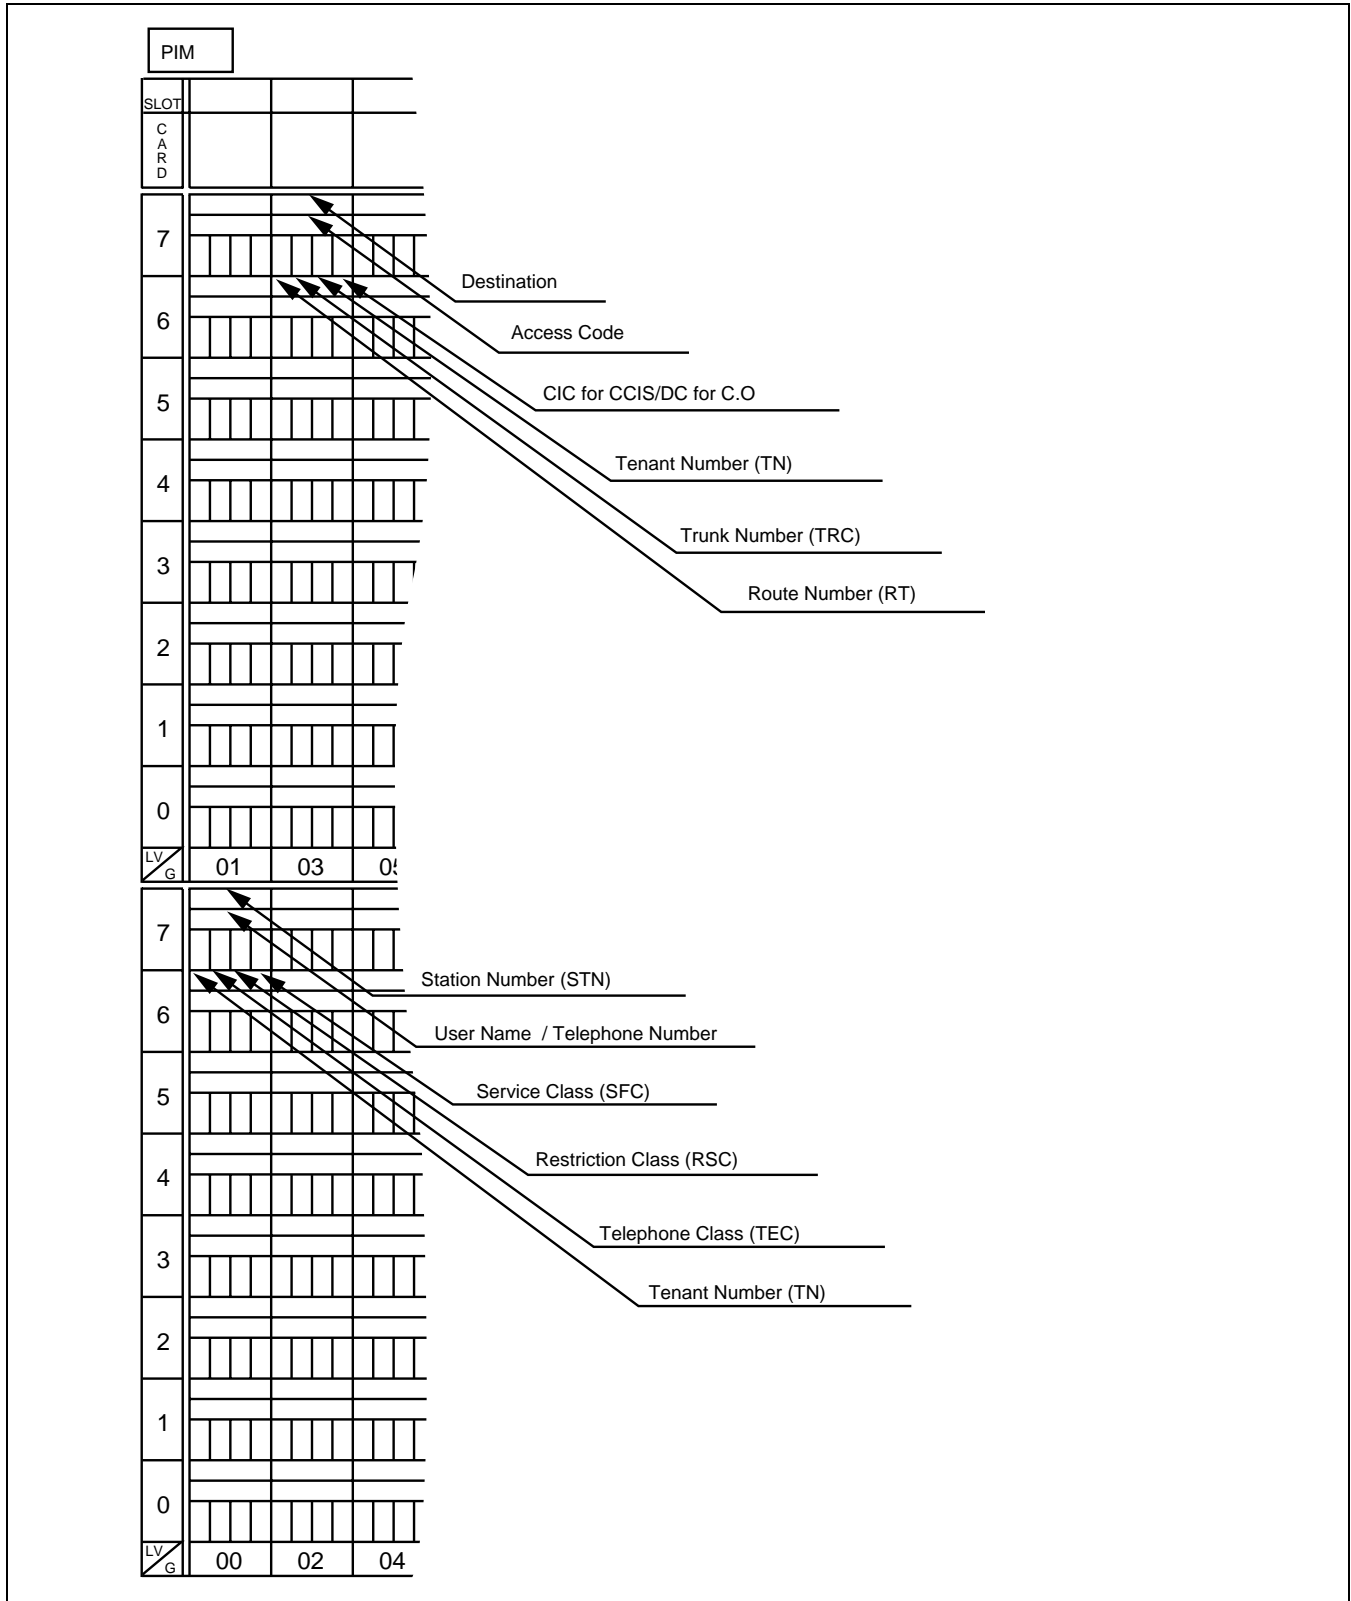 PIM
SLOT
C
A
R
D
7
Destination
6
Access Code
5
CIC for CCIS/DC for C.O
4
Tenant Number (TN)
3
Trunk Number (TRC)
Route Number (RT)
2
1
0
LV/G 01 03 05
7
Station Number (STN)
6
User Name / Telephone Number
5
Service Class (SFC)
Restriction Class (RSC)
4
Telephone Class (TEC)
3
Tenant Number (TN)
2
1
0
LV/G 00 02 04